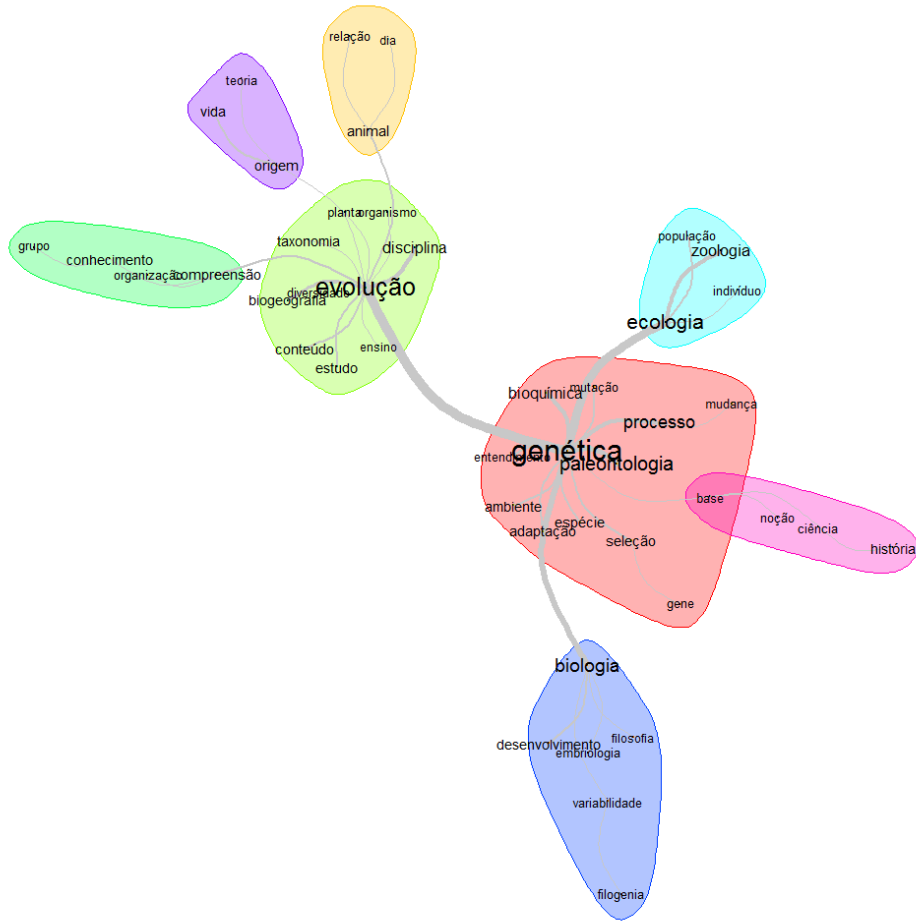 relação
dia
teoria
vida
animal
origem
planta
organismo
taxonomia
disciplina
grupo
conhecimento
organização
compreensão
evolução
biogeografia
diversidade
conteúdo
ensino
estudo
população
zoologia
indivíduo
ecologia
bioquímica
mutação
mudança
processo
genética
entendimento
paleontologia
base
ambiente
noção
espécie
ciência
adaptação
seleção
história
gene
biologia
desenvolvimento
filosofia
embriologia
variabilidade
filogenia